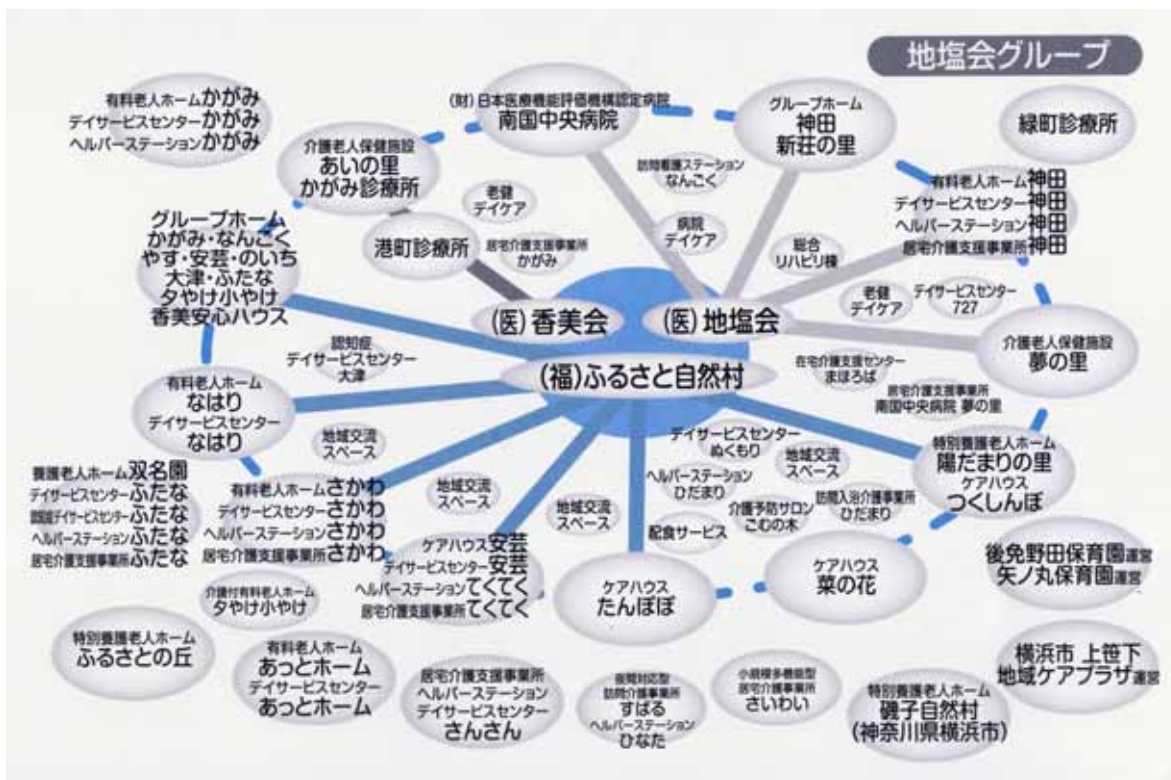 地塩会グループ
有料老人ホームかがみ
デイサービスセンターかがみ
ヘルパーステーションかがみ
(財)日本医療機能評価機構認定病院
南国中央病院
グループホーム
神田
新荘の里
緑町診療所
介護老人保健施設
あいの里
かがみ診療所
訪問看護ステーション
なんごく
有料老人ホーム神田
デイサービスセンター神田
ヘルパーステーション神田
居宅介護支援事業所神田
老健
デイケア
グループホーム
かがみ・なんごく
やす・安芸・のいち
大津・ふたな
夕やけ小やけ
香美安心ハウス
港町診療所
居宅介護支援事業所
かがみ
病院
デイケア
総合
リハビリ棟
老健
デイケア
デイサービスセンター
727
(医)香美会
(医)地塩会
介護老人保健施設
夢の里
認知症
デイサービスセンター
大津
(福)ふるさと自然村
在宅介護支援センター
まほろば
居宅介護支援事業所
南国中央病院 夢の里
有料老人ホーム
なはり
デイサービスセンター
なはり
地域交流
スペース
デイサービスセンター
ぬくもり
地域交流
スペース
特別養護老人ホーム
陽だまりの里
ケアハウス
つくしんぼ
養護老人ホーム双名園
デイサービスセンターふたな
認知症デイサービスセンターふたな
ヘルパーステーションふたな
居宅介護支援事業所ふたな
有料老人ホームさかわ
デイサービスセンターさかわ
ヘルパーステーションさかわ
居宅介護支援事業所さかわ
地域交流
スペース
地域交流
スペース
ヘルパーステーション
ひだまり
介護予防サロン
こむの木
訪問入浴介護事業所
ひだまり
配食サービス
ケアハウス安芸
デイサービスセンター安芸
ヘルパーステーションてくてく
居宅介護支援事業所てくてく
ケアハウス
たんぽぽ
ケアハウス
菜の花
後免野田保育園運営
矢ノ丸保育園運営
介護付有料老人ホーム
夕やけ小やけ
特別養護老人ホーム
ふるさとの丘
有料老人ホーム
あっとホーム
デイサービスセンター
あっとホーム
居宅介護支援事業所
ヘルパーステーション
デイサービスセンター
さんさん
夜間対応型
訪問介護事業所
すばる
ヘルパーステーション
ひなた
小規模多機能型
居宅介護事業所
さいわい
特別養護老人ホーム
磯子自然村
(神奈川県横浜市)
横浜市 上笹下
地域ケアプラザ運営